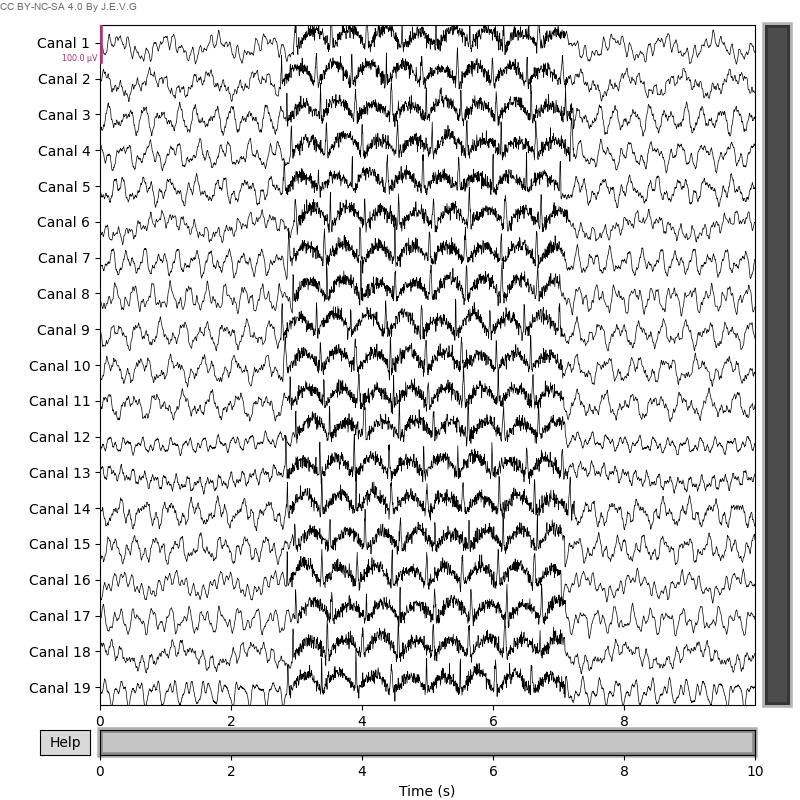 CC BY-NC-SA 4.0 By J.E.V.G
Canal 1
100.0 µV
Canal 2
Canal 3
Canal 4
Canal 5
Canal 6
Canal 7
Canal 8
Canal 9
Canal 10
Canal 11
Canal 12
Canal 13
Canal 14
Canal 15
Canal 16
Canal 17
Canal 18
Canal 19
0 2 4 6 8
Help
0 2 4 6 8 10
Time (s)